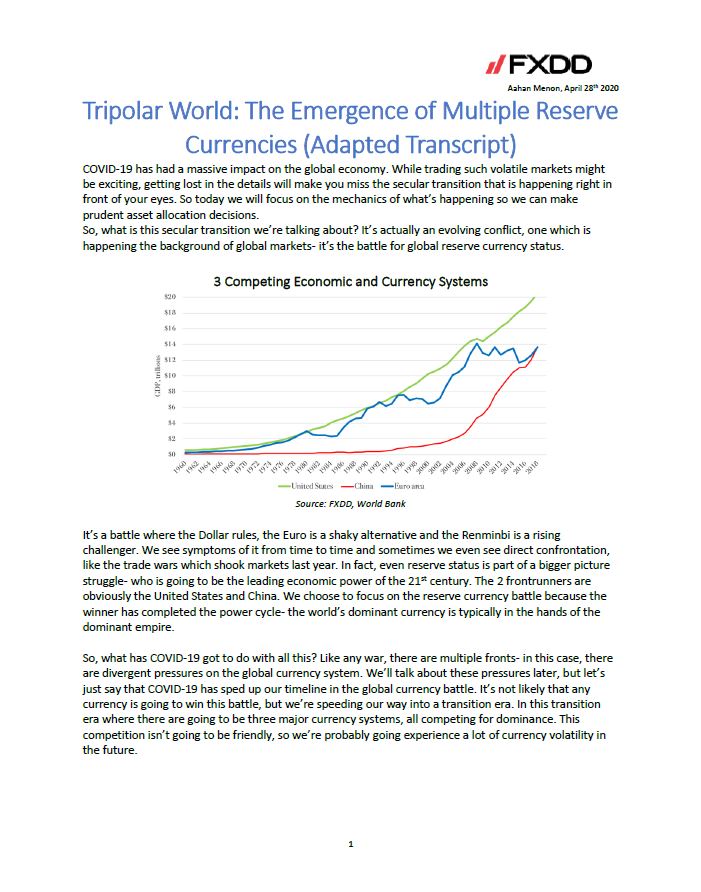 FXDD
Aahan Menon, April 28th 2020
Tripolar World: The Emergence of Multiple Reserve
Currencies (Adapted Transcript)
COVID-19 has had a massive impact on the global economy. While trading such volatile markets might
be exciting, getting lost in the details will make you miss the secular transition that is happening right in
front of your eyes. So today we will focus on the mechanics of what's happening so we can make
prudent asset allocation decisions.
So, what is this secular transition we're talking about? It's actually an evolving conflict, one which is
happening the background of global markets- it's the battle for global reserve currency status.
3 Competing Economic and Currency Systems
GDP, trillions
$20
$18
$16
$14
$12
$10
$8
$6
$4
$2
$0
1960 1962 1964 1966 1968 1970 1972 1974 1976 1978 1980 1982 1984 1986 1988 1990 1992 1994 1996 1998 2000 2002 2004 2006 2008 2010 2012 2014 2016 2018
United States China Euro area
Source: FXDD, World Bank
It's a battle where the Dollar rules, the Euro is a shaky alternative and the Renminbi is a rising
challenger. We see symptoms of it from time to time and sometimes we even see direct confrontation,
like the trade wars which shook markets last year. In fact, even reserve status is part of a bigger picture
struggle- who is going to be the leading economic power of the 21st century. The 2 frontrunners are
obviously the United States and China. We choose to focus on the reserve currency battle because the
winner has completed the power cycle- the world's dominant currency is typically in the hands of the
dominant empire.
So, what has COVID-19 got to do with all this? Like any war, there are multiple fronts- in this case, there
are divergent pressures on the global currency system. We'll talk about these pressures later, but let's
just say that COVID-19 has sped up our timeline in the global currency battle. It's not likely that any
currency is going to win this battle, but we're speeding our way into a transition era. In this transition
era where there are going to be three major currency systems, all competing for dominance. This
competition isn't going to be friendly, so we're probably going experience a lot of currency volatility in
the future.
1